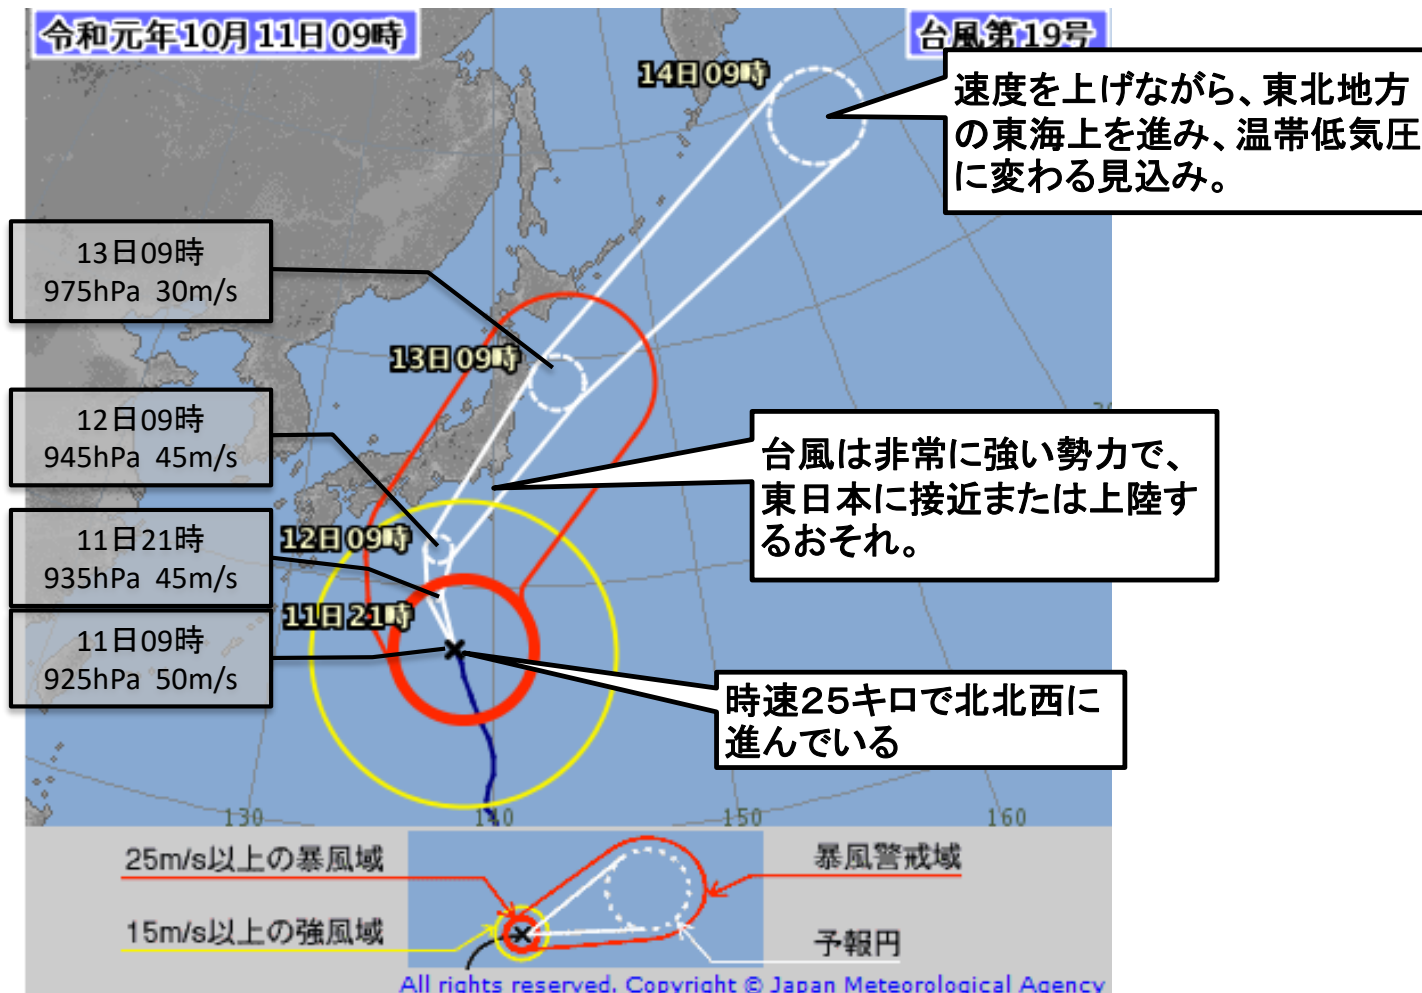 令和元年10月11日09時
台風第19号
14日09時
速度を上げながら、東北地方
の東海上を進み、温帯低気圧
に変わる見込み。
13日09時
975hPa 30m/s
13日09時
12日09時
945hPa 45m/s
台風は非常に強い勢力で、
東日本に接近または上陸す
るおそれ。
12日09時
11日21時
935hPa 45m/s
11日21時
11日09時
925hPa 50m/s
時速25キロで北北西に
進んでいる
130
140
150
160
25m/s以上の暴風域
暴風警戒域
15m/s以上の強風域
予報円
All rights reserved. Copyright © Japan Meteorological Agency